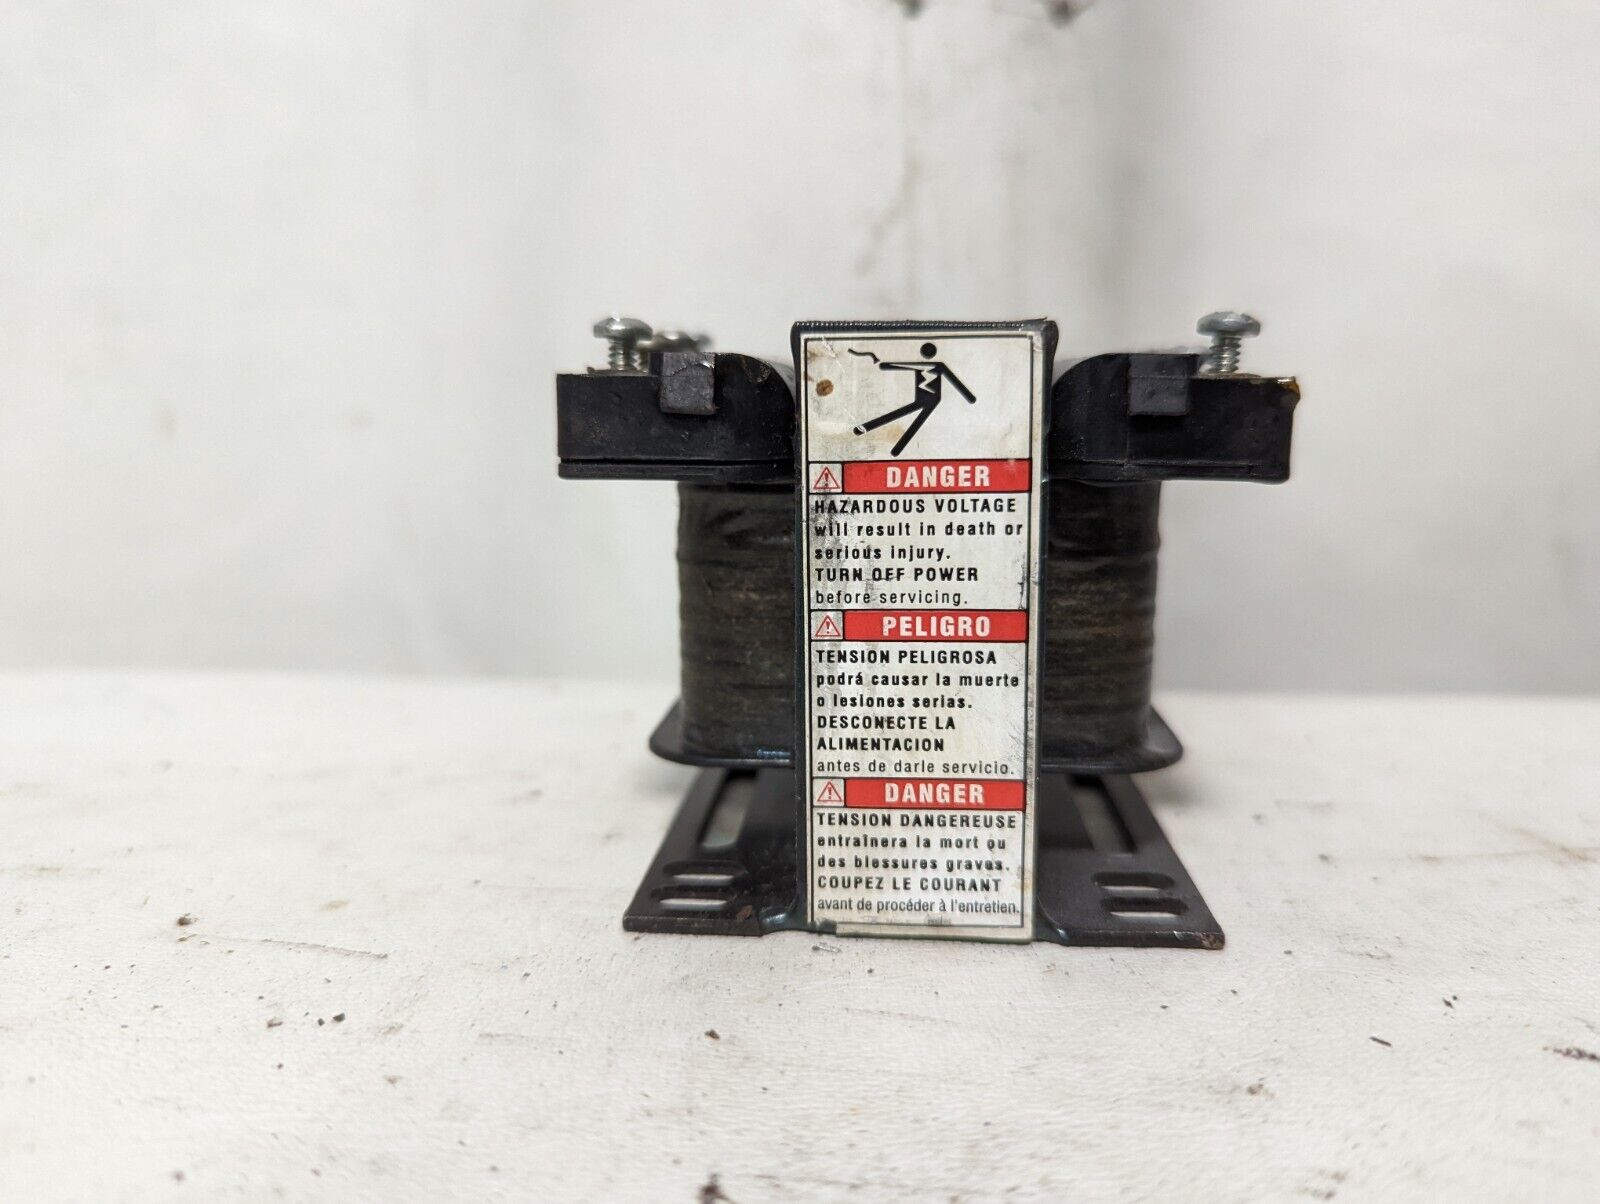 DANGER
HAZARDOUS VOLTAGE
will result in death or
serious injury.
TURN OFF POWER
before servicing.
PELIGRO
TENSION PELIGROSA
podrá causar la muerte
o lesiones serias.
DESCONECTE LA
ALIMENTACION
antes de darle servicio.
DANGER
TENSION DANGEREUSE
entraînera la mort ou
des blessures graves.
COUPEZ LE COURANT
avant de procéder à l'entretien.